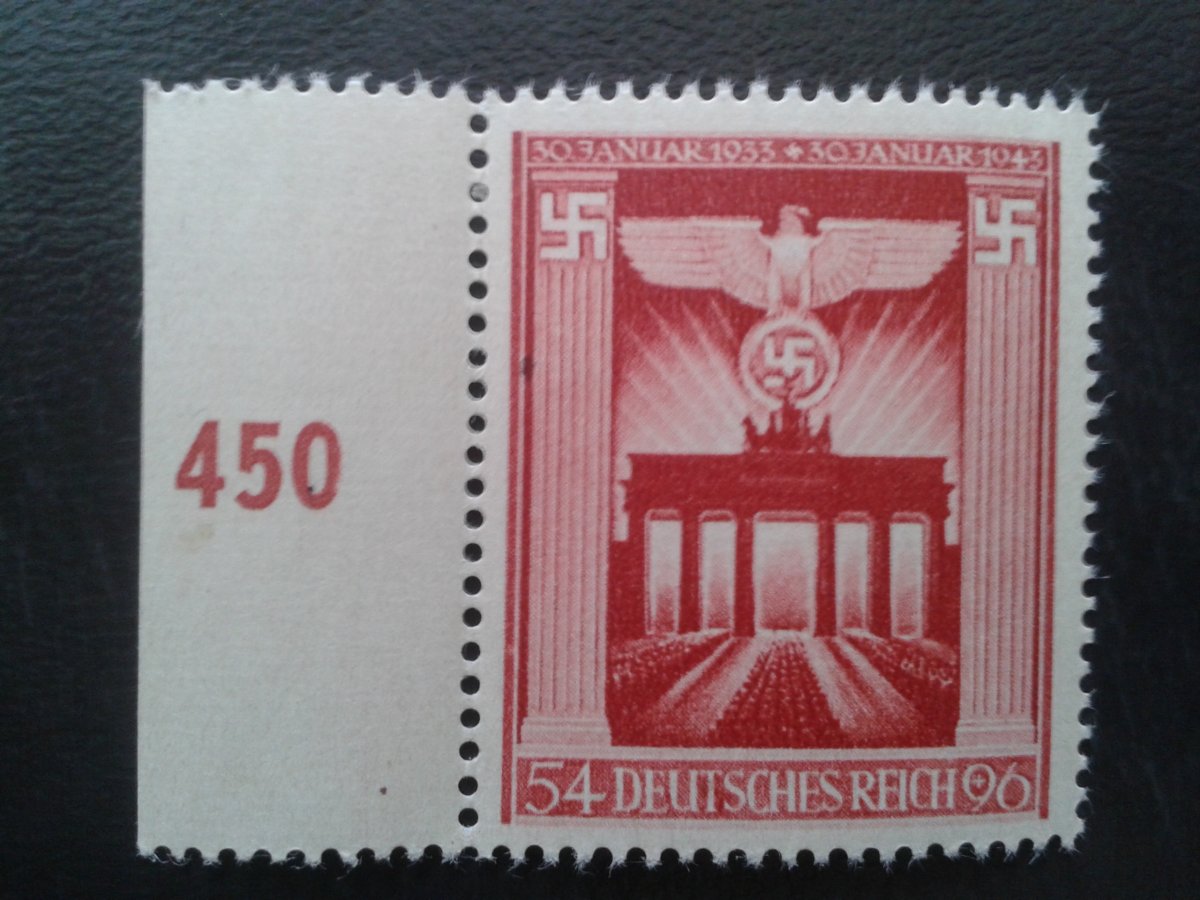 30. JANUAR 1933 + 30. JANUAR 1943
450
54 DEUTSCHES REICH + 96